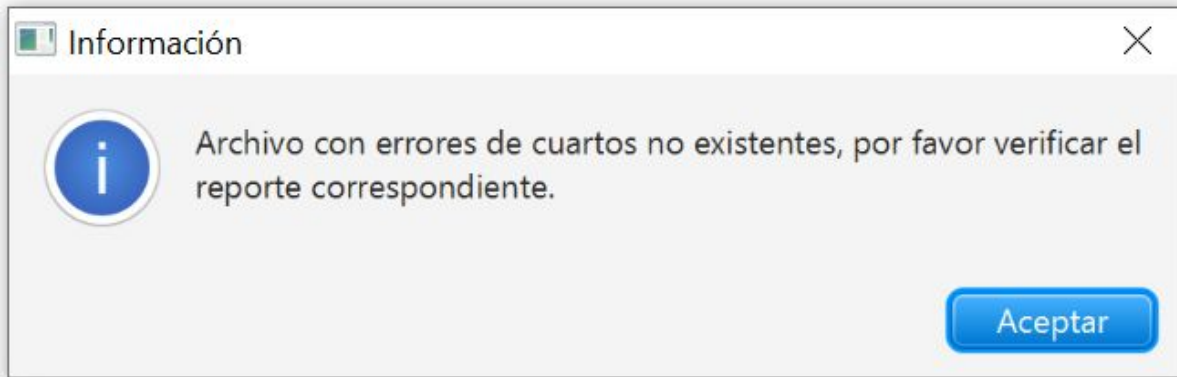 Información
Archivo con errores de cuartos no existentes, por favor verificar el
reporte correspondiente.
Aceptar